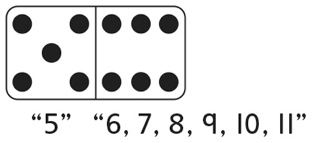 “5” “6, 7, 8, 9, 10, 11”